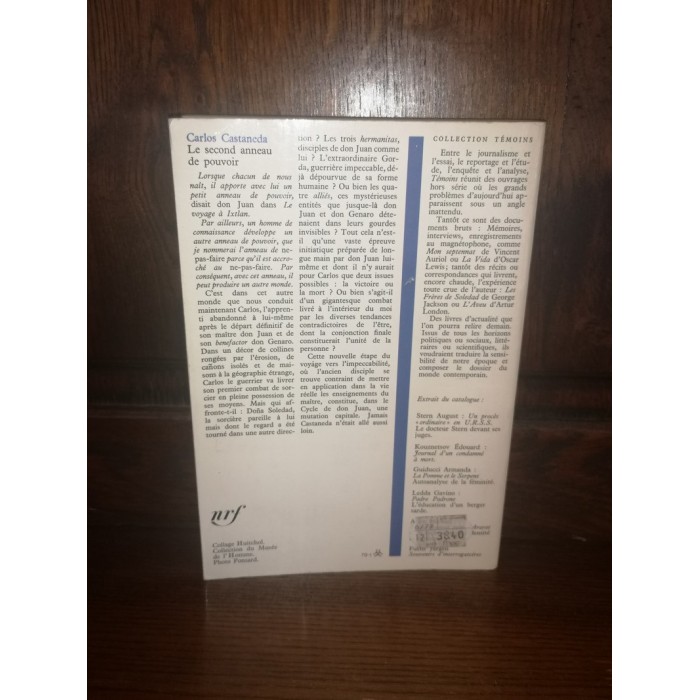 Carlos Castaneda
Le second anneau
de pouvoir
Lorsque chacun de nous
naît, il apporte avec lui un
petit anneau de pouvoir,
disait don Juan dans Le
voyage à Ixtlan.
Par ailleurs, un homme de
connaissance développe un
autre anneau de pouvoir, que
je nommerai l'anneau de ne-
pas-faire parce qu'il est accro-
ché au ne-pas-faire. Par
conséquent, avec cet anneau, il
peut produire un autre monde.
C'est dans cet autre
monde que nous conduit
maintenant Carlos, l'appren-
ti abandonné à lui-même
après le départ définitif de
son maître don Juan et de
son benefactor don Genaro.
Dans un décor de collines
rongées par l'érosion, de
cañons isolés et de mai-
sons à la géographie étrange,
Carlos le guerrier va livrer
son premier combat de sor-
cier en pleine possession de
ses moyens. Mais qui af-
fronte-t-il : Doña Soledad,
la sorcière pareille à lui
mais dont le regard a été
tourné dans une autre direc-
tion ? Les trois hermanitas,
disciples de don Juan comme
lui ? L'extraordinaire Gor-
da, guerrière impeccable, dé-
jà dépourvue de sa forme
humaine ? Ou bien les qua-
tre alliés, ces mystérieuses
entités que jusque-là don
Juan et don Genaro déte-
naient dans leurs gourdes
invisibles ? Tout cela n'est-
il qu'une vaste épreuve
initiatique préparée de lon-
gue main par don Juan lui-
même et dont il n'y aurait
pour Carlos que deux issues
possibles : la victoire ou
la mort ? Ou bien s'agit-il
d'un gigantesque combat
livré à l'intérieur du moi
par les diverses tendances
contradictoires de l'être,
dont la conjonction finale
constituerait l'unité de la
personne ?
Cette nouvelle étape du
voyage vers l'impeccabilité,
où l'ancien disciple se
trouve contraint de mettre
en application dans la vie
réelle les enseignements du
maître, constitue, dans le
Cycle de don Juan, une
mutation capitale. Jamais
Castaneda n'était allé aussi
loin.
nrf
Collage Huitchol.
Collection du Musée
de l'Homme.
Photo Ponsard.
COLLECTION TÉMOINS
Entre le journalisme et
l'essai, le reportage et l'étu-
de, l'enquête et l'analyse,
Témoins réunit des ouvrages
hors série où les grands
problèmes d'aujourd'hui ap-
paraissent sous un angle
inattendu.
Tantôt ce sont des docu-
ments bruts : Mémoires,
interviews, enregistrements
au magnétophone, comme
Mon septennat de Vincent
Auriol ou La Vida d'Oscar
Lewis ; tantôt des récits ou
correspondances qui livrent,
encore chaude, l'expérience
toute crue de l'auteur : Les
Frères de Soledad de George
Jackson ou L'Aveu d'Artur
London.
Des livres d'actualité que
l'on pourra relire demain.
Issus de tous les horizons
politiques ou sociaux, litté-
raires ou scientifiques, ils
voudraient traduire la sensi-
bilité de notre époque et
composer le dossier du
monde contemporain.
Extrait du catalogue :
Stern August : Un procès
« ordinaire » en U.R.S.S.
Le docteur Stern devant ses
juges.
Kouznetsov Édouard :
Journal d'un condamné
à mort.
Guiducci Armanda :
La Pomme et le Serpent
Autoanalyse de la féminité.
Ledda Gavino :
Padre Padrone
L'éducation d'un berger
sarde.
3840